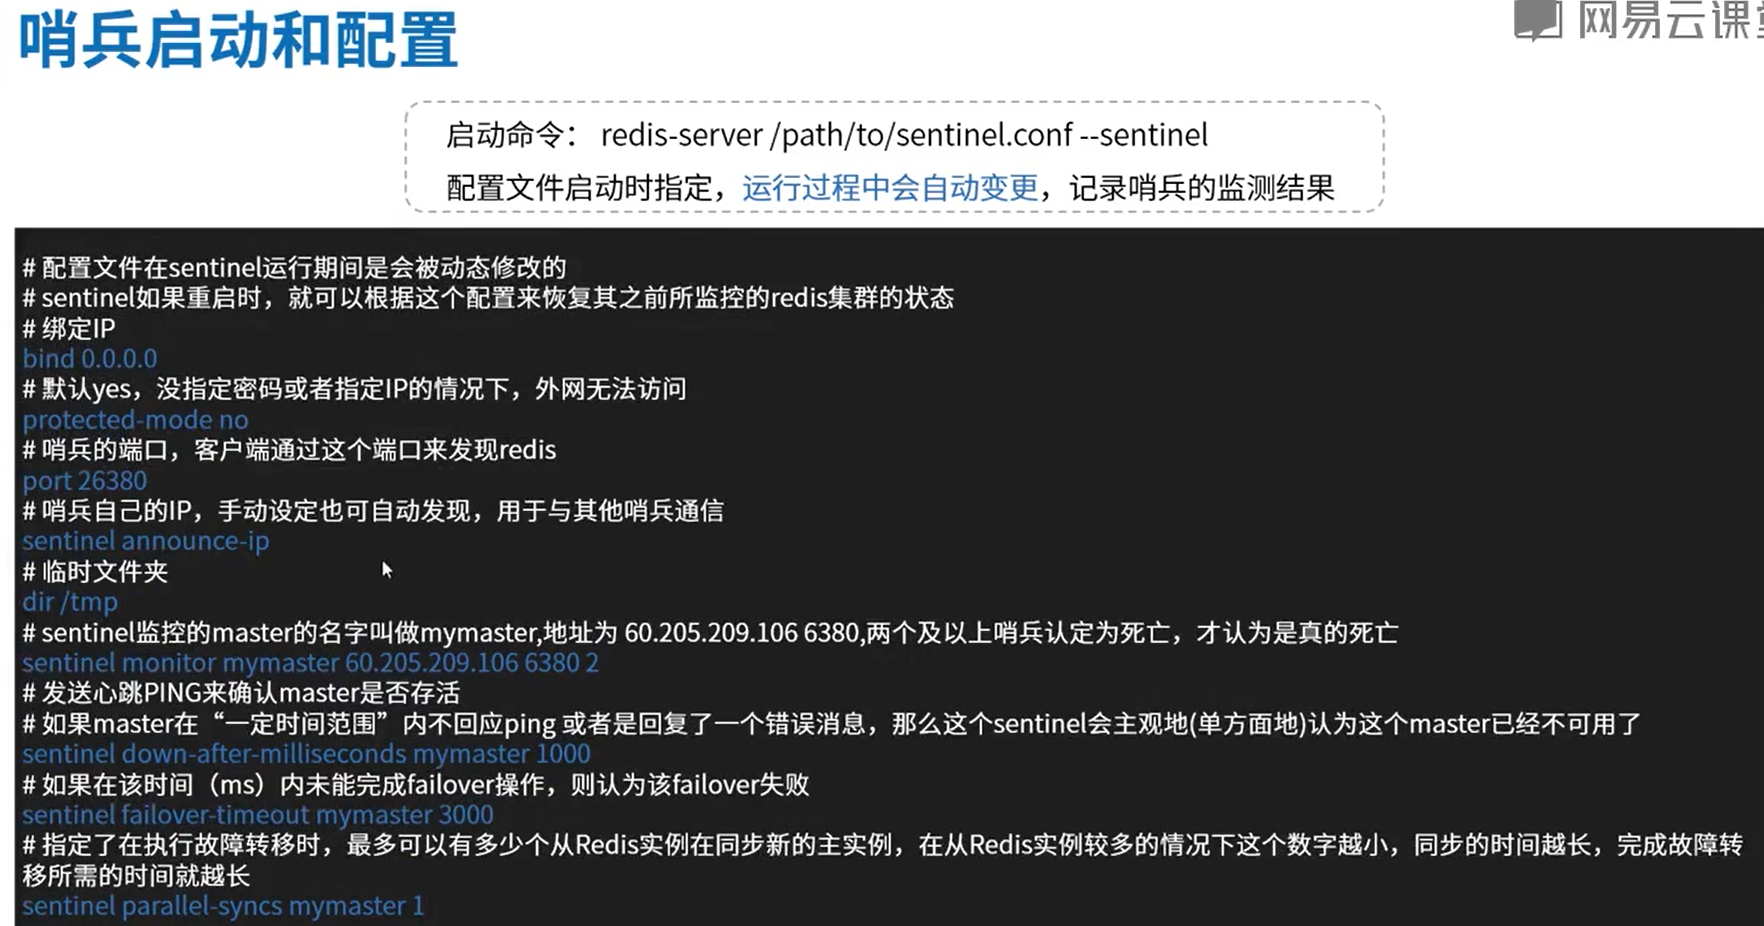 哨兵启动和配置
网易云课
启动命令： redis-server /path/to/sentinel.conf --sentinel
配置文件启动时指定，运行过程中会自动变更，记录哨兵的监测结果
# 配置文件在sentinel运行期间是会被动态修改的
# sentinel如果重启时，就可以根据这个配置来恢复其之前所监控的redis集群的状态
# 绑定IP
bind 0.0.0.0
# 默认yes，没指定密码或者指定IP的情况下，外网无法访问
protected-mode no
# 哨兵的端口，客户端通过这个端口来发现redis
port 26380
# 哨兵自己的IP，手动设定也可自动发现，用于与其他哨兵通信
sentinel announce-ip
# 临时文件夹
dir /tmp
# sentinel监控的master的名字叫做mymaster,地址为 60.205.209.106 6380,两个及以上哨兵认定为死亡，才认为是真的死亡
sentinel monitor mymaster 60.205.209.106 6380 2
# 发送心跳PING来确认master是否存活
# 如果master在“一定时间范围”内不回应ping 或者是回复了一个错误消息，那么这个sentinel会主观地(单方面地)认为这个master已经不可用了
sentinel down-after-milliseconds mymaster 1000
# 如果在该时间（ms）内未能完成failover操作，则认为该failover失败
sentinel failover-timeout mymaster 3000
# 指定了在执行故障转移时，最多可以有多少个从Redis实例在同步新的主实例，在从Redis实例较多的情况下这个数字越小，同步的时间越长，完成故障转
移所需的时间就越长
sentinel parallel-syncs mymaster 1